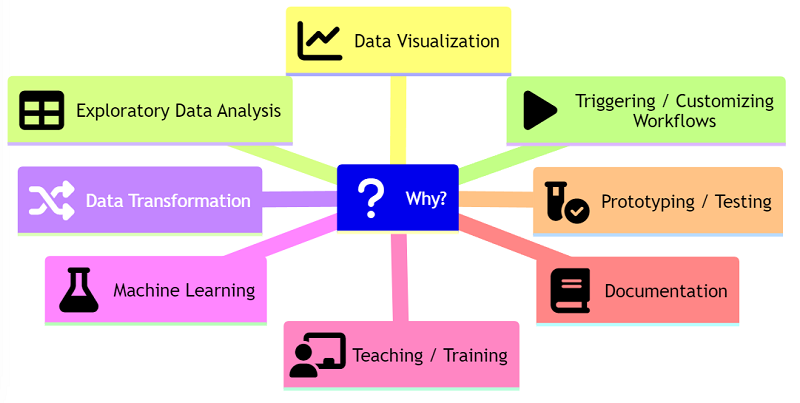 Data Visualization
Exploratory Data Analysis
Triggering / Customizing
Workflows
Data Transformation
? Why?
Prototyping / Testing
Machine Learning
Documentation
Teaching / Training